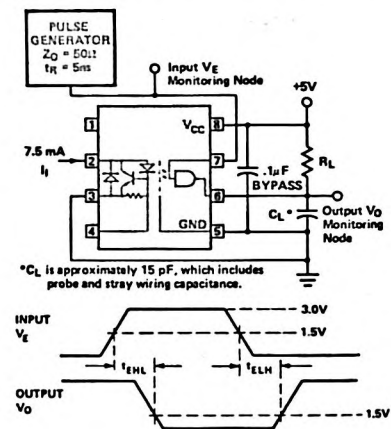 PULSE
GENERATOR
Z₀ = 50Ω
tR = 5ns
Input VE
Monitoring Node
+5V
1
VCC
8
7.5 mA
II
2
7
.1μF
BYPASS
RL
3
6
CL*
Output VO
Monitoring
Node
4
GND
5
*CL is approximately 15 pF, which includes
probe and stray wiring capacitance.
INPUT
VE
3.0V
1.5V
tEHL
tELH
OUTPUT
VO
1.5V